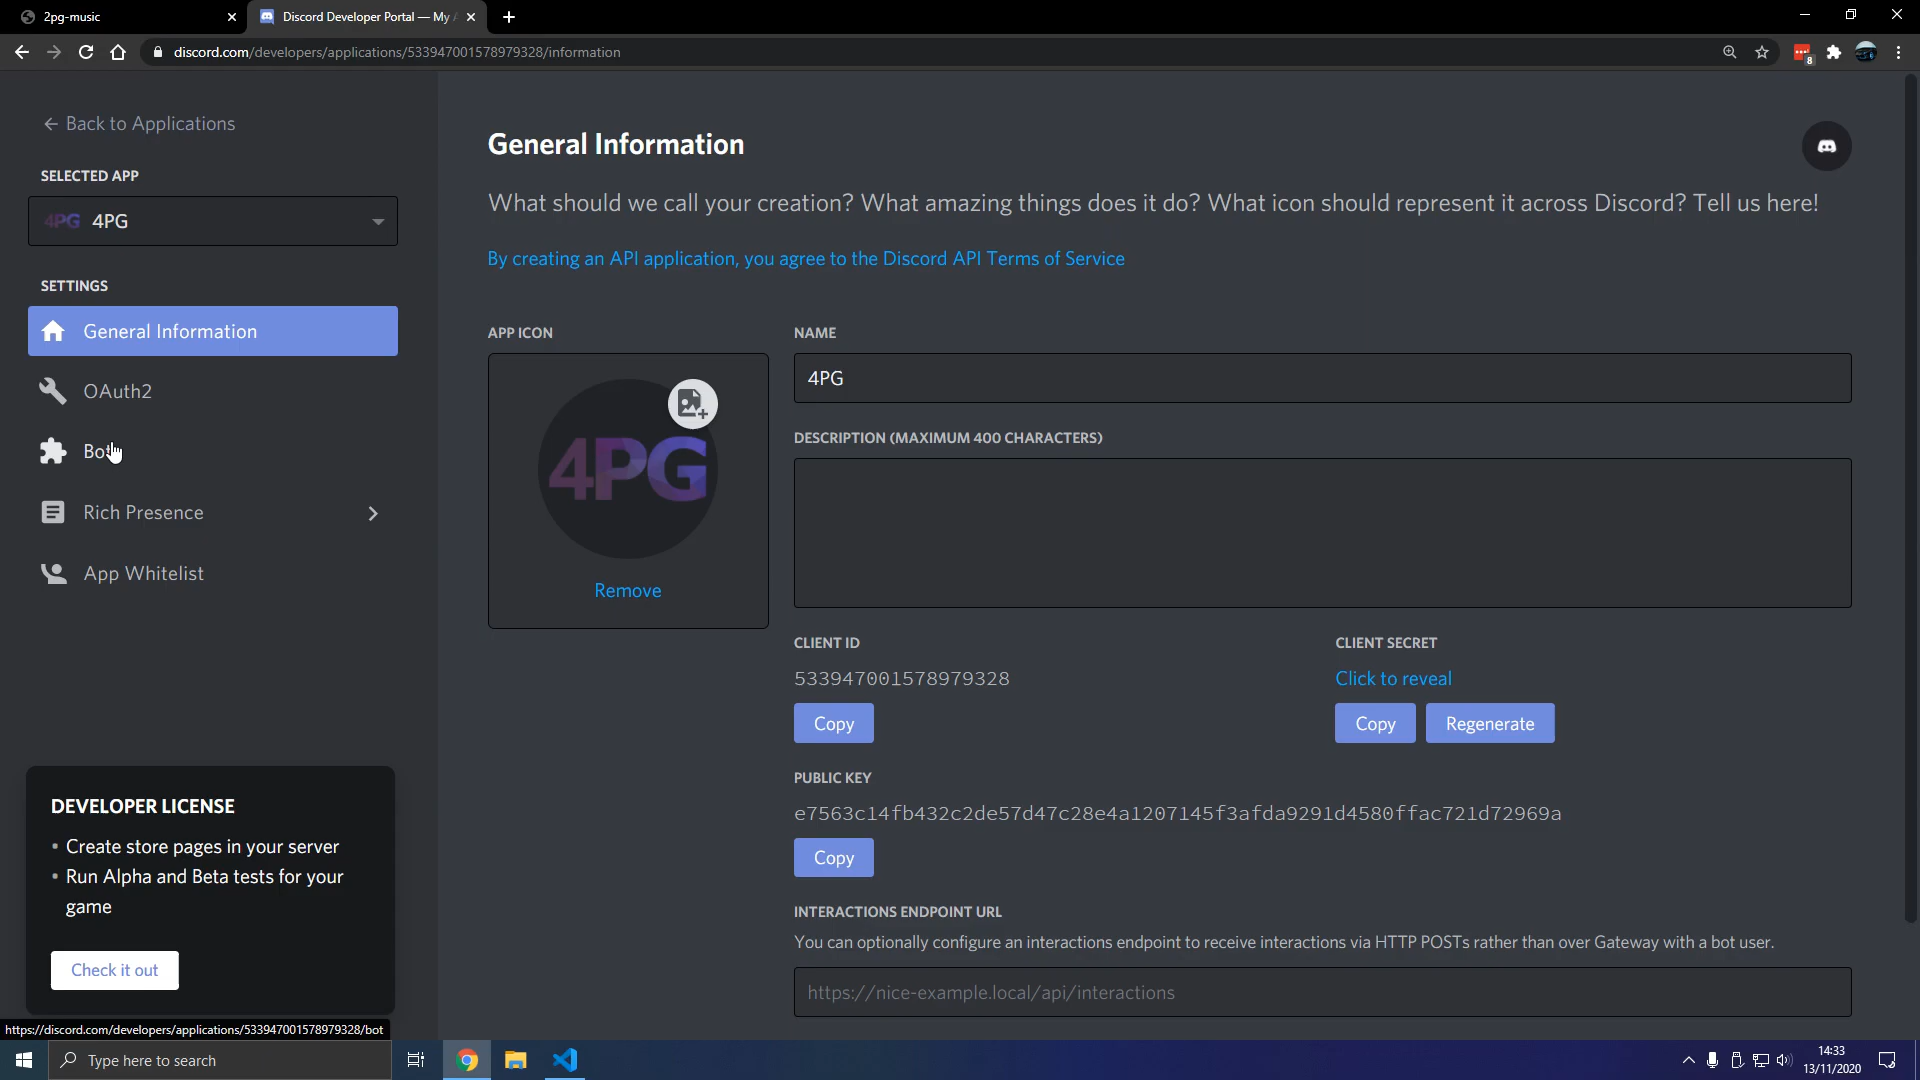 2pg-music
Discord Developer Portal — My A
discord.com/developers/applications/533947001578979328/information
8
← Back to Applications
SELECTED APP
4PG 4PG
SETTINGS
General Information
OAuth2
Bot
Rich Presence
App Whitelist
DEVELOPER LICENSE
• Create store pages in your server
• Run Alpha and Beta tests for your
game
Check it out
https://discord.com/developers/applications/533947001578979328/bot
General Information
What should we call your creation? What amazing things does it do? What icon should represent it across Discord? Tell us here!
By creating an API application, you agree to the Discord API Terms of Service
APP ICON
4PG
Remove
NAME
4PG
DESCRIPTION (MAXIMUM 400 CHARACTERS)
CLIENT ID
533947001578979328
Copy
CLIENT SECRET
Click to reveal
Copy Regenerate
PUBLIC KEY
e7563c14fb432c2de57d47c28e4a1207145f3afda9291d4580ffac721d72969a
Copy
INTERACTIONS ENDPOINT URL
You can optionally configure an interactions endpoint to receive interactions via HTTP POSTs rather than over Gateway with a bot user.
https://nice-example.local/api/interactions
Type here to search
14:33
13/11/2020